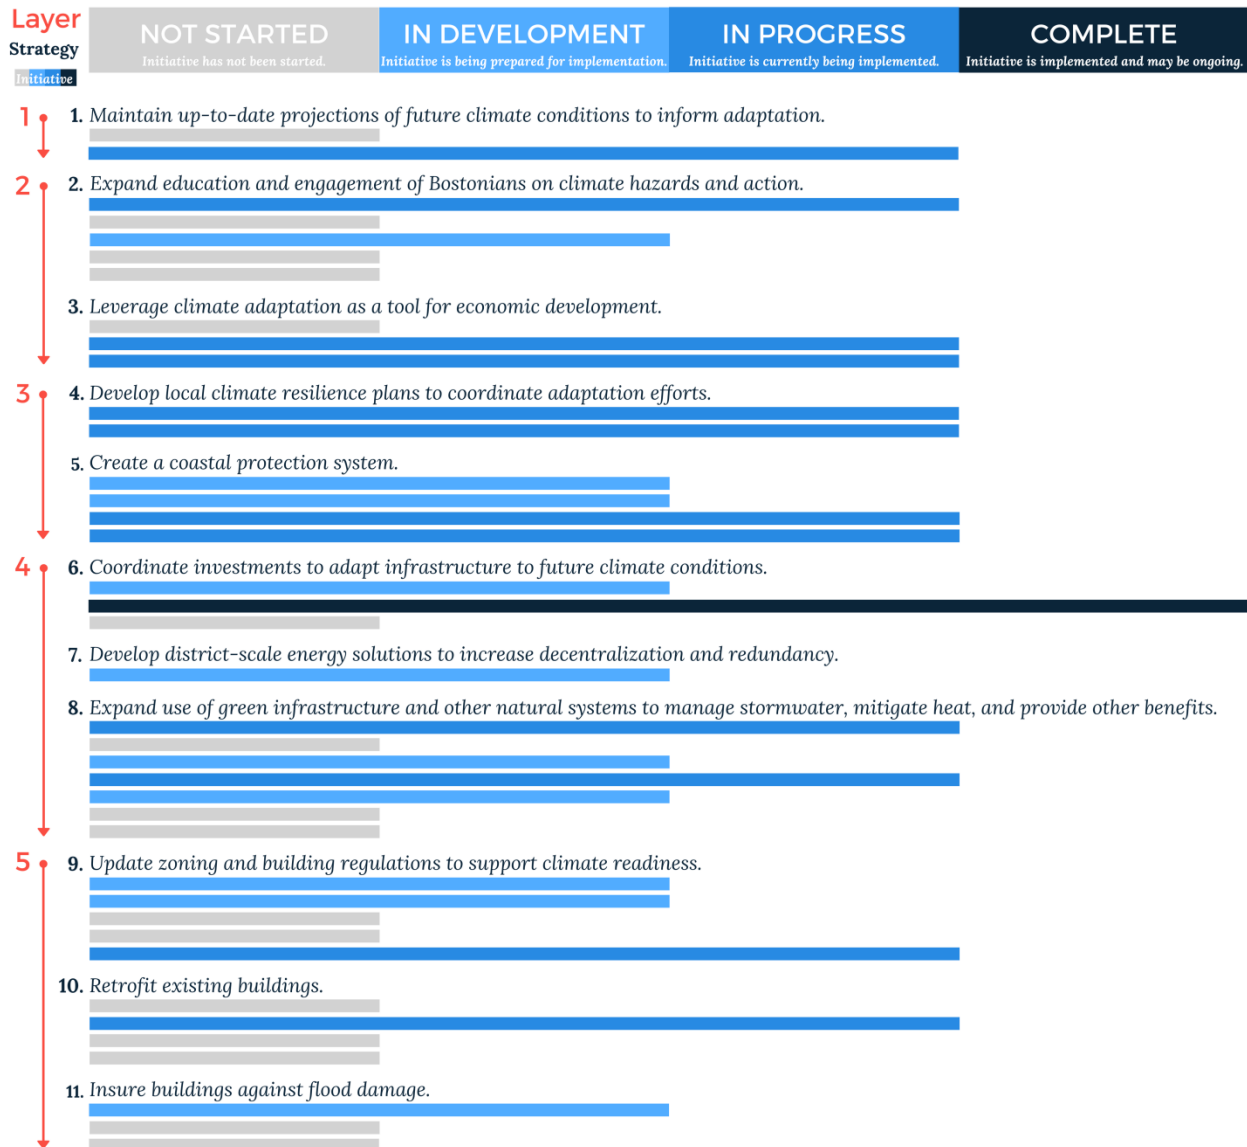 Layer
Strategy
Initiative
NOT STARTED
Initiative has not been started.
IN DEVELOPMENT
Initiative is being prepared for implementation.
IN PROGRESS
Initiative is currently being implemented.
COMPLETE
Initiative is implemented and may be ongoing.
1
1. Maintain up-to-date projections of future climate conditions to inform adaptation.
2
2. Expand education and engagement of Bostonians on climate hazards and action.
3. Leverage climate adaptation as a tool for economic development.
3
4. Develop local climate resilience plans to coordinate adaptation efforts.
5. Create a coastal protection system.
4
6. Coordinate investments to adapt infrastructure to future climate conditions.
7. Develop district-scale energy solutions to increase decentralization and redundancy.
8. Expand use of green infrastructure and other natural systems to manage stormwater, mitigate heat, and provide other benefits.
5
9. Update zoning and building regulations to support climate readiness.
10. Retrofit existing buildings.
11. Insure buildings against flood damage.